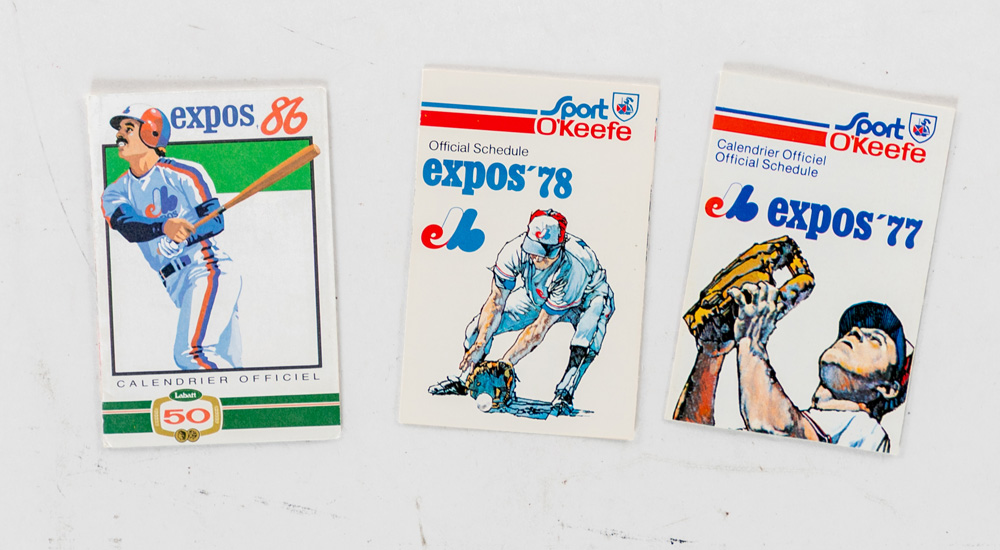 expos 86
CALENDRIER OFFICIEL
Labatt
50
Sport
O'Keefe
Official Schedule
expos '78
Sport
O'Keefe
Calendrier Officiel
Official Schedule
expos '77